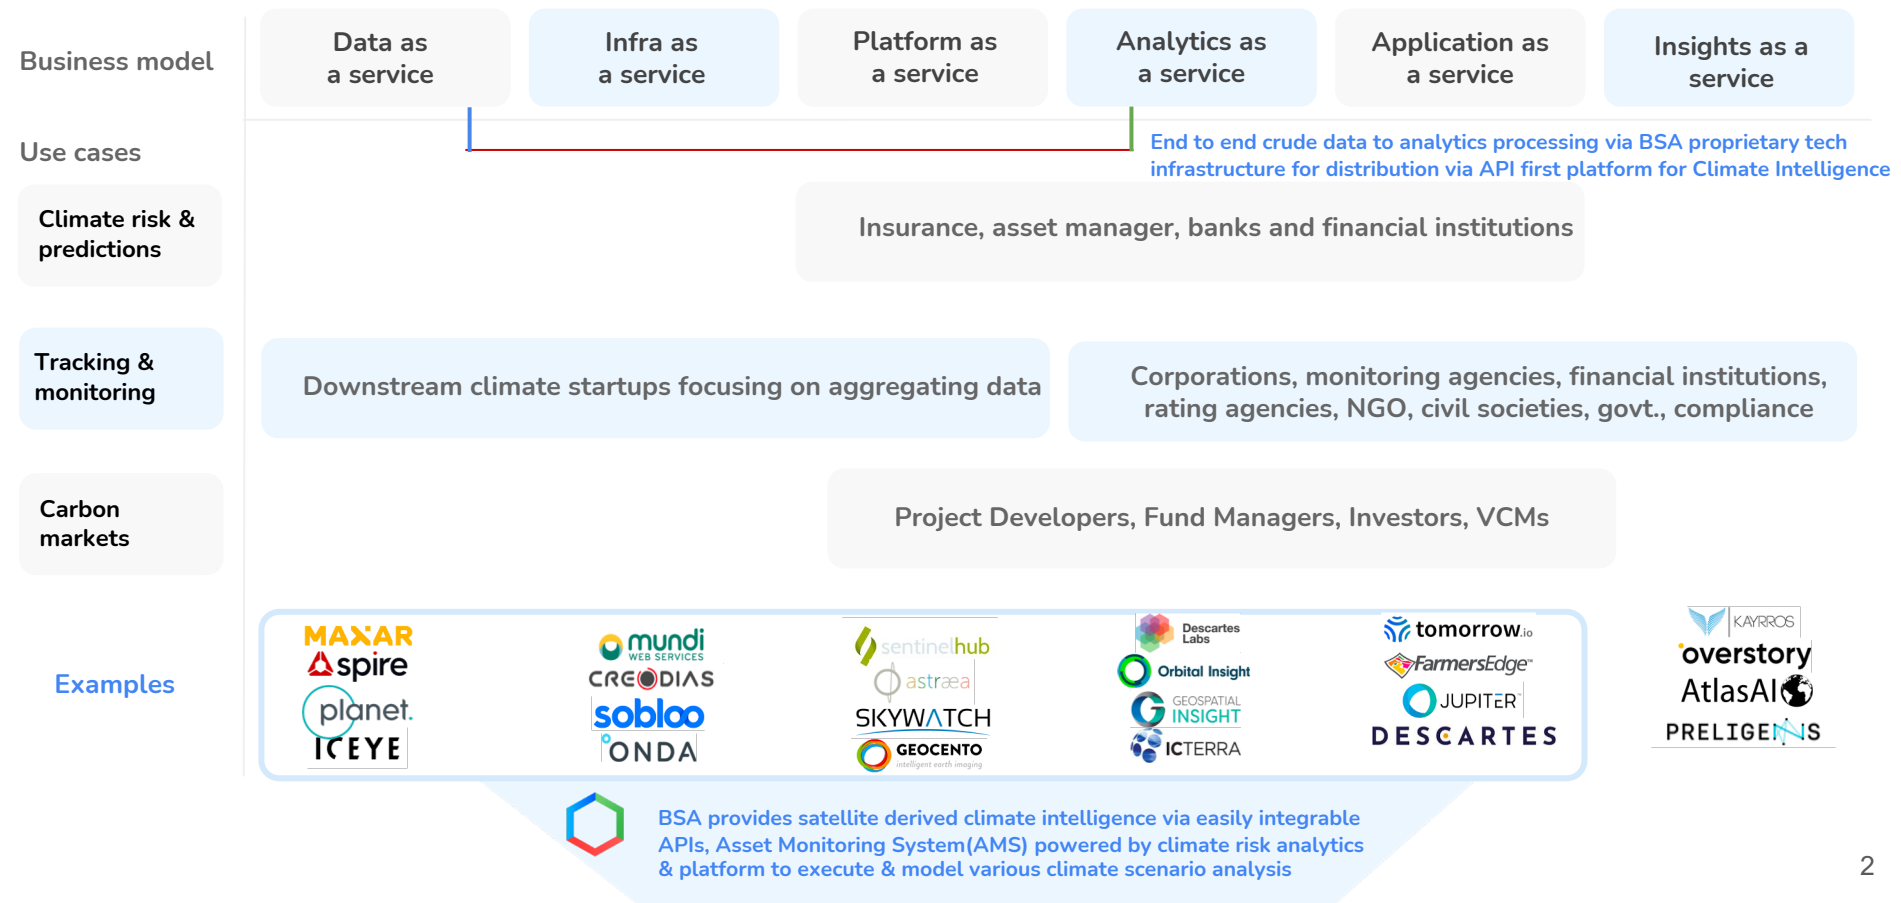 Business model
Data as
a service
Infra as
a service
Platform as
a service
Analytics as
a service
Application as
a service
Insights as a
service
Use cases
End to end crude data to analytics processing via BSA proprietary tech
infrastructure for distribution via API first platform for Climate Intelligence
Climate risk &
predictions
Insurance, asset manager, banks and financial institutions
Tracking &
monitoring
Downstream climate startups focusing on aggregating data
Corporations, monitoring agencies, financial institutions,
rating agencies, NGO, civil societies, govt., compliance
Carbon
markets
Project Developers, Fund Managers, Investors, VCMs
Examples
MAXAR
spire
planet.
ICEYE
mundi
WEB SERVICES
CREODIAS
sobloo
ONDA
sentinelhub
astræa
SKYWATCH
GEOCENTO
intelligent earth imaging
Descartes
Labs
Orbital Insight
GEOSPATIAL
INSIGHT
ICTERRA
tomorrow.io
FarmersEdge™
JUPITER
DESCARTES
KAYRROS
overstory
AtlasAI
PRELIGENS
BSA provides satellite derived climate intelligence via easily integrable
APIs, Asset Monitoring System(AMS) powered by climate risk analytics
& platform to execute & model various climate scenario analysis
2